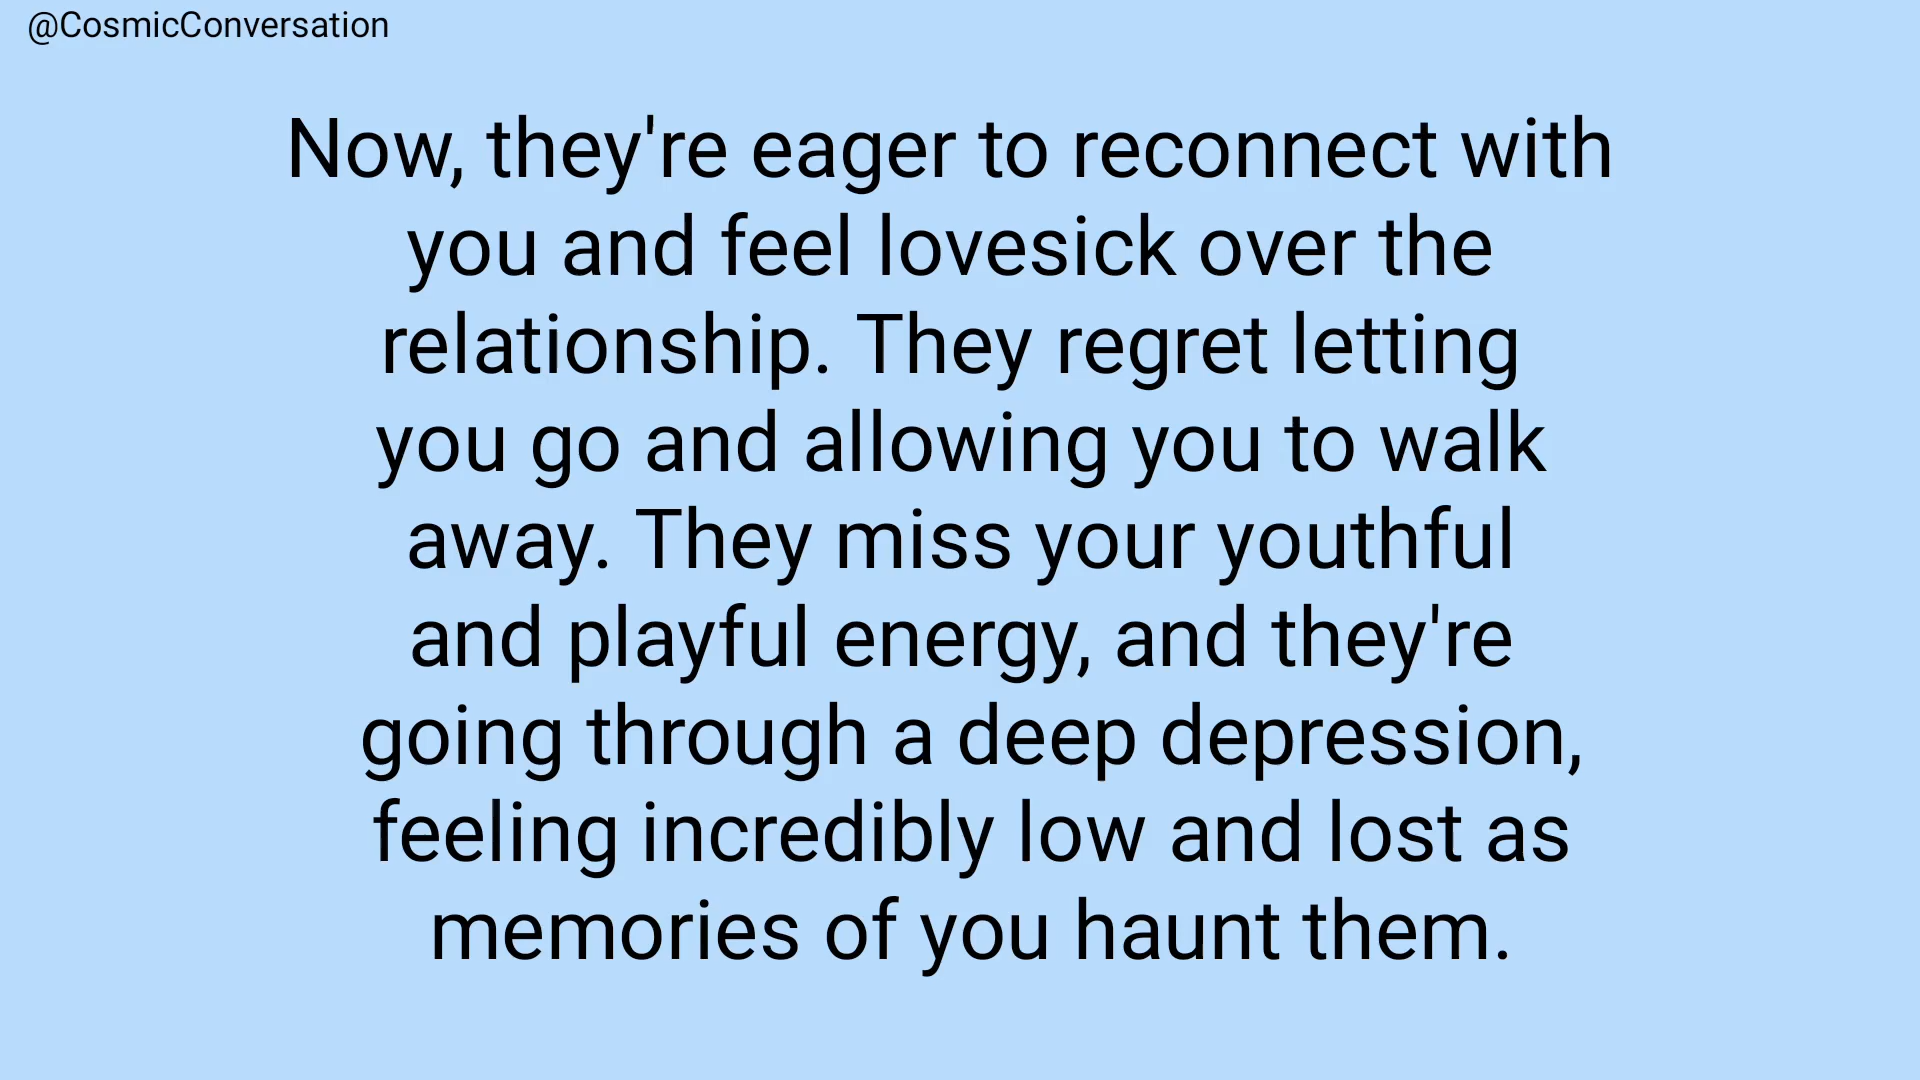 @CosmicConversation
Now, they're eager to reconnect with
you and feel lovesick over the
relationship. They regret letting
you go and allowing you to walk
away. They miss your youthful
and playful energy, and they're
going through a deep depression,
feeling incredibly low and lost as
memories of you haunt them.